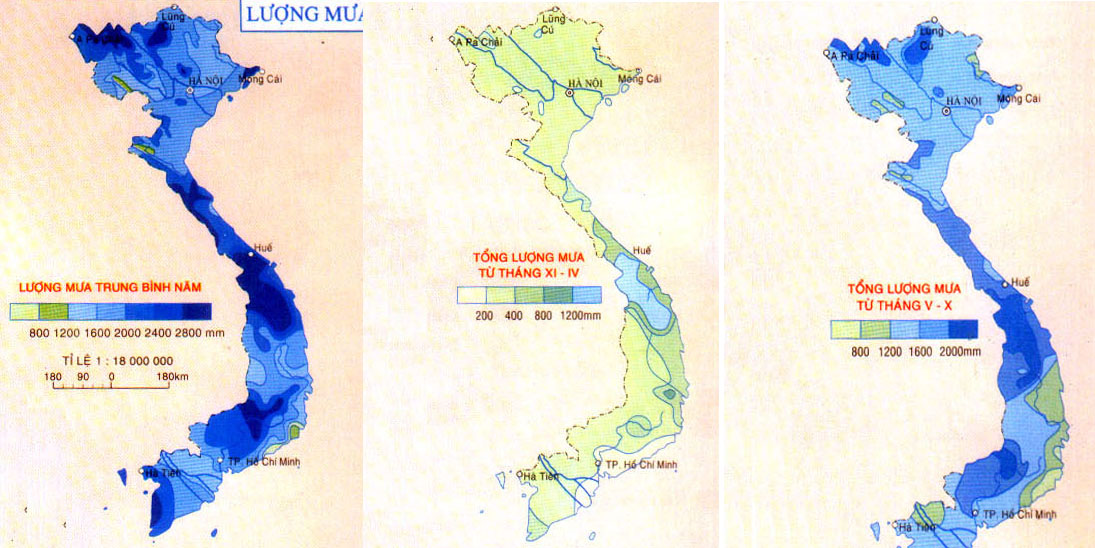 LƯỢNG MƯA
Lũng
Cú
A Pa Chải
HÀ NỘI
Móng Cái
Huế
LƯỢNG MƯA TRUNG BÌNH NĂM
800 1200 1600 2000 2400 2800 mm
TỈ LỆ 1 : 18 000 000
180 90 0 180km
Hà Tiên
TP. Hồ Chí Minh
Lũng
Cú
A Pa Chải
HÀ NỘI
Móng Cái
Huế
TỔNG LƯỢNG MƯA
TỪ THÁNG XI - IV
200 400 800 1200mm
TP. Hồ Chí Minh
Hà Tiên
Lũng
Cú
A Pa Chải
HÀ NỘI
Móng Cái
Huế
TỔNG LƯỢNG MƯA
TỪ THÁNG V - X
800 1200 1600 2000mm
TP. Hồ Chí Minh
Hà Tiên